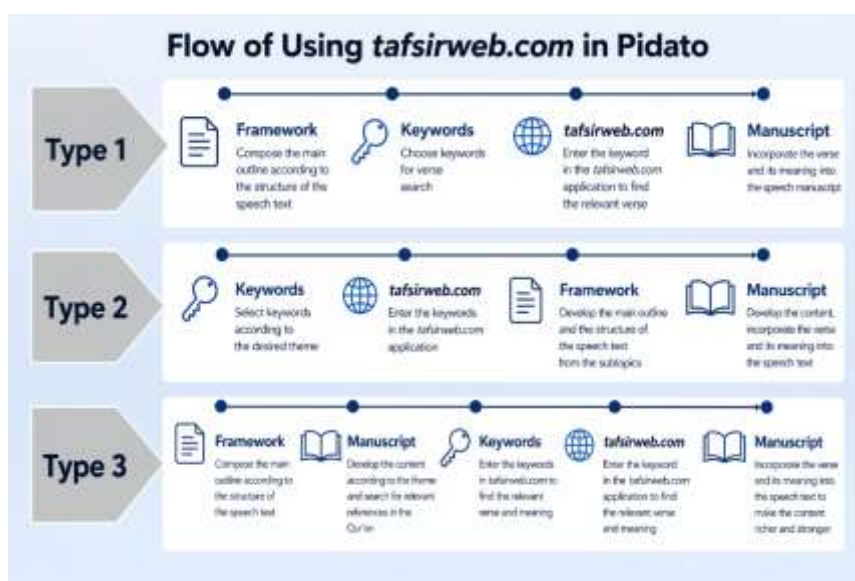 Flow of Using tafsirweb.com in Pidato
Type 1
Framework
Compose the main
outline according to
the structure of the
speech text
Keywords
Choose keywords
for verse
search
tafsirweb.com
Enter the keyword
in the tafsirweb.com
application to find
the relevant verse
Manuscript
Incorporate the verse
and its meaning into
the speech manuscript
Type 2
Keywords
Select keywords
according to
the desired theme
tafsirweb.com
Enter the keywords
in the tafsirweb.com
application
Framework
Develop the main outline
and the structure of
the speech text
from the subtopics
Manuscript
Develop the content,
incorporate the verse
and its meaning into
the speech text
Type 3
Framework
Compose the main
outline according to
the structure of
the speech text
Manuscript
Develop the content
according to the theme
and search for relevant
references in the
Qur'an
Keywords
Enter the keywords
in tafsirweb.com to
find the relevant
verse and meaning
tafsirweb.com
Enter the keyword
in the tafsirweb.com
application to find
the relevant verse
and meaning
Manuscript
Incorporate the verse
and its meaning into
the speech text to
make the content
richer and stronger